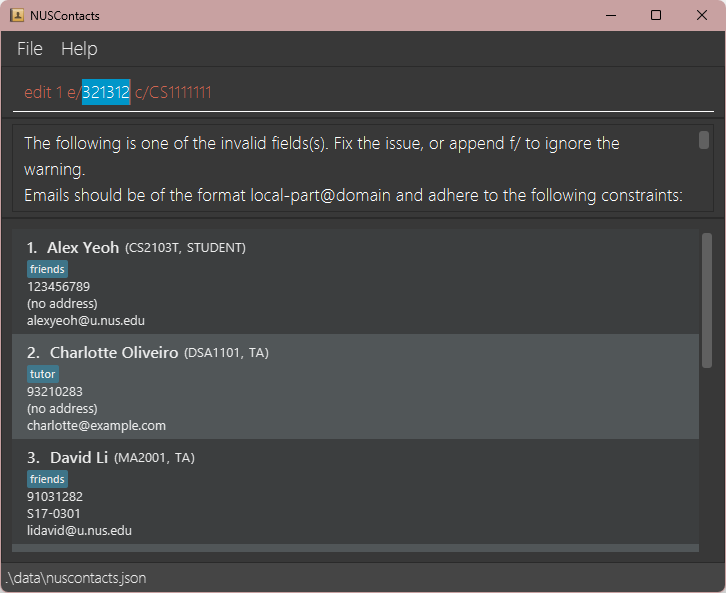 NUSContacts
File Help
edit 1 e/321312 c/CS1111111
The following is one of the invalid fields(s). Fix the issue, or append f/ to ignore the
warning.
Emails should be of the format local-part@domain and adhere to the following constraints:
1. Alex Yeoh (CS2103T, STUDENT)
friends
123456789
(no address)
alexyeoh@u.nus.edu
2. Charlotte Oliveiro (DSA1101, TA)
tutor
93210283
(no address)
charlotte@example.com
3. David Li (MA2001, TA)
friends
91031282
S17-0301
lidavid@u.nus.edu
.\data\nuscontacts.json